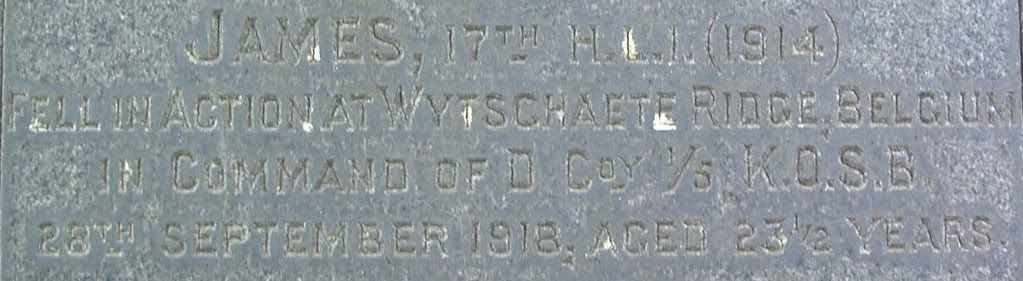 JAMES, 17TH H.L.I. (1914)
FELL IN ACTION AT WYTSCHAETE RIDGE, BELGIUM
IN COMMAND OF D COY 1/5 K.O.S.B.
28TH SEPTEMBER 1918, AGED 23½ YEARS.